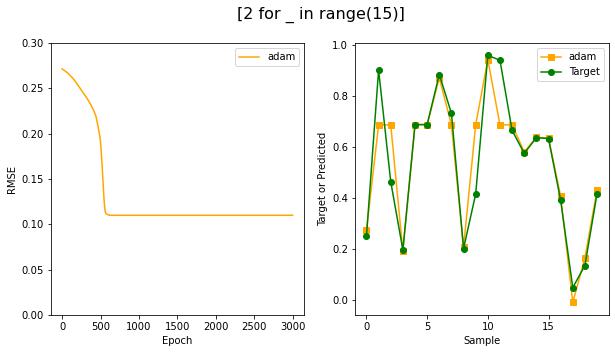 [2 for _ in range(15)]
0.30
0.25
0.20
0.15
0.10
0.05
0.00
RMSE
0 500 1000 1500 2000 2500 3000
Epoch
adam
1.0
0.8
0.6
0.4
0.2
0.0
Target or Predicted
0 5 10 15
Sample
adam
Target